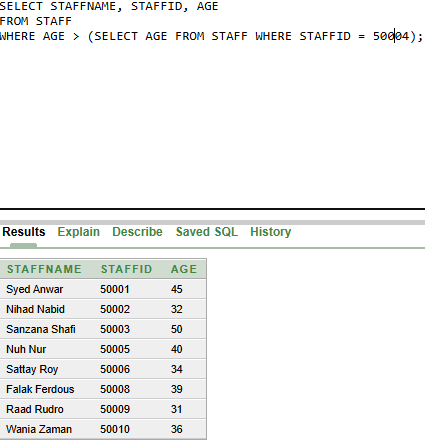 SELECT STAFFNAME, STAFFID, AGE
FROM STAFF
WHERE AGE > (SELECT AGE FROM STAFF WHERE STAFFID = 50004);
Results Explain Describe Saved SQL History
STAFFNAME STAFFID AGE
Syed Anwar 50001 45
Nihad Nabid 50002 32
Sanzana Shafi 50003 50
Nuh Nur 50005 40
Sattay Roy 50006 34
Falak Ferdous 50008 39
Raad Rudro 50009 31
Wania Zaman 50010 36